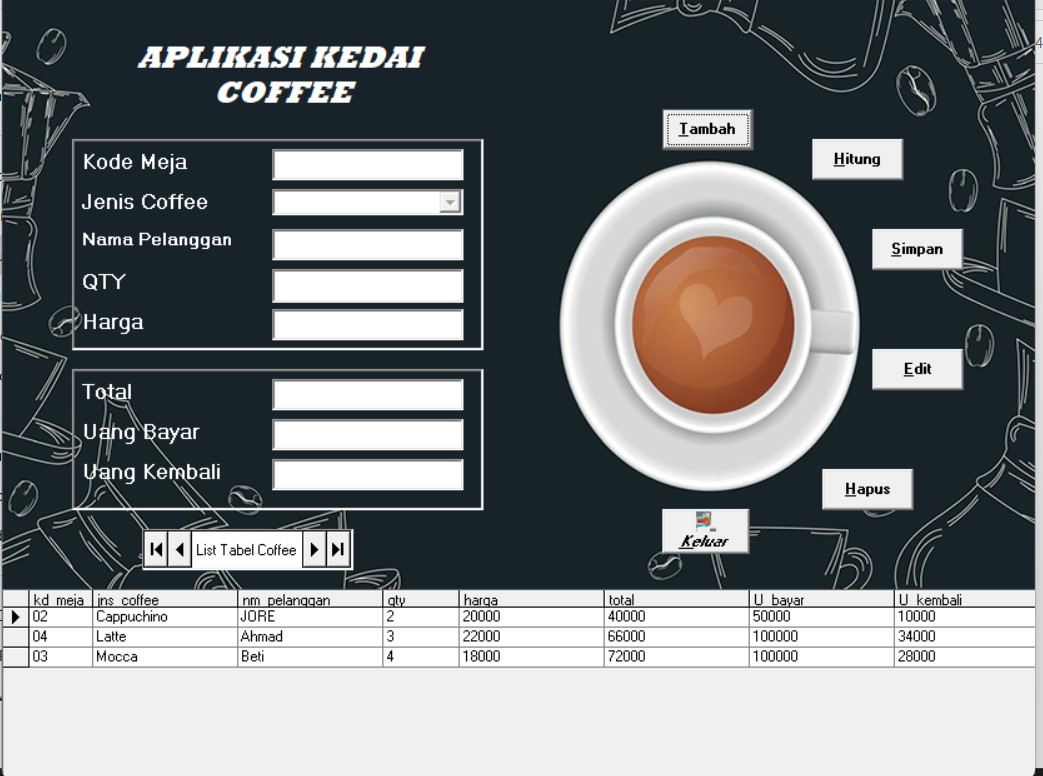 APLIKASI KEDAI
COFFEE
Tambah
Hitung
Kode Meja
Jenis Coffee
Nama Pelanggan
Simpan
QTY
Harga
Edit
Total
Uang Bayar
Uang Kembali
Hapus
Keluar
List Tabel Coffee
kd_meja jns_coffee nm_pelanggan qty harga total U_bayar U_kembali
02 Cappuchino JORE 2 20000 40000 50000 10000
04 Latte Ahmad 3 22000 66000 100000 34000
03 Mocca Beti 4 18000 72000 100000 28000